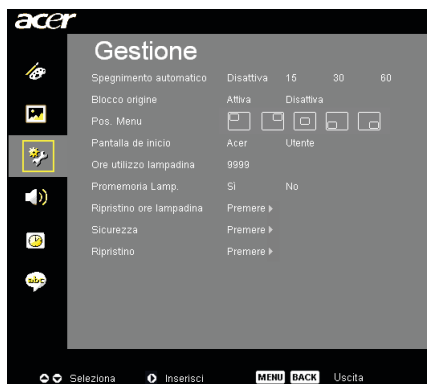 acer
Gestione
Spegnimento automatico Disattiva 15 30 60
Blocco origine Attiva Disattiva
Pos. Menu
Pantalla de inicio Acer Utente
Ore utilizzo lampadina 9999
Promemoria Lamp. Sì No
Ripristino ore lampadina Premere
Sicurezza Premere
Ripristino Premere
abc
Seleziona Inserisci MENU BACK Uscita